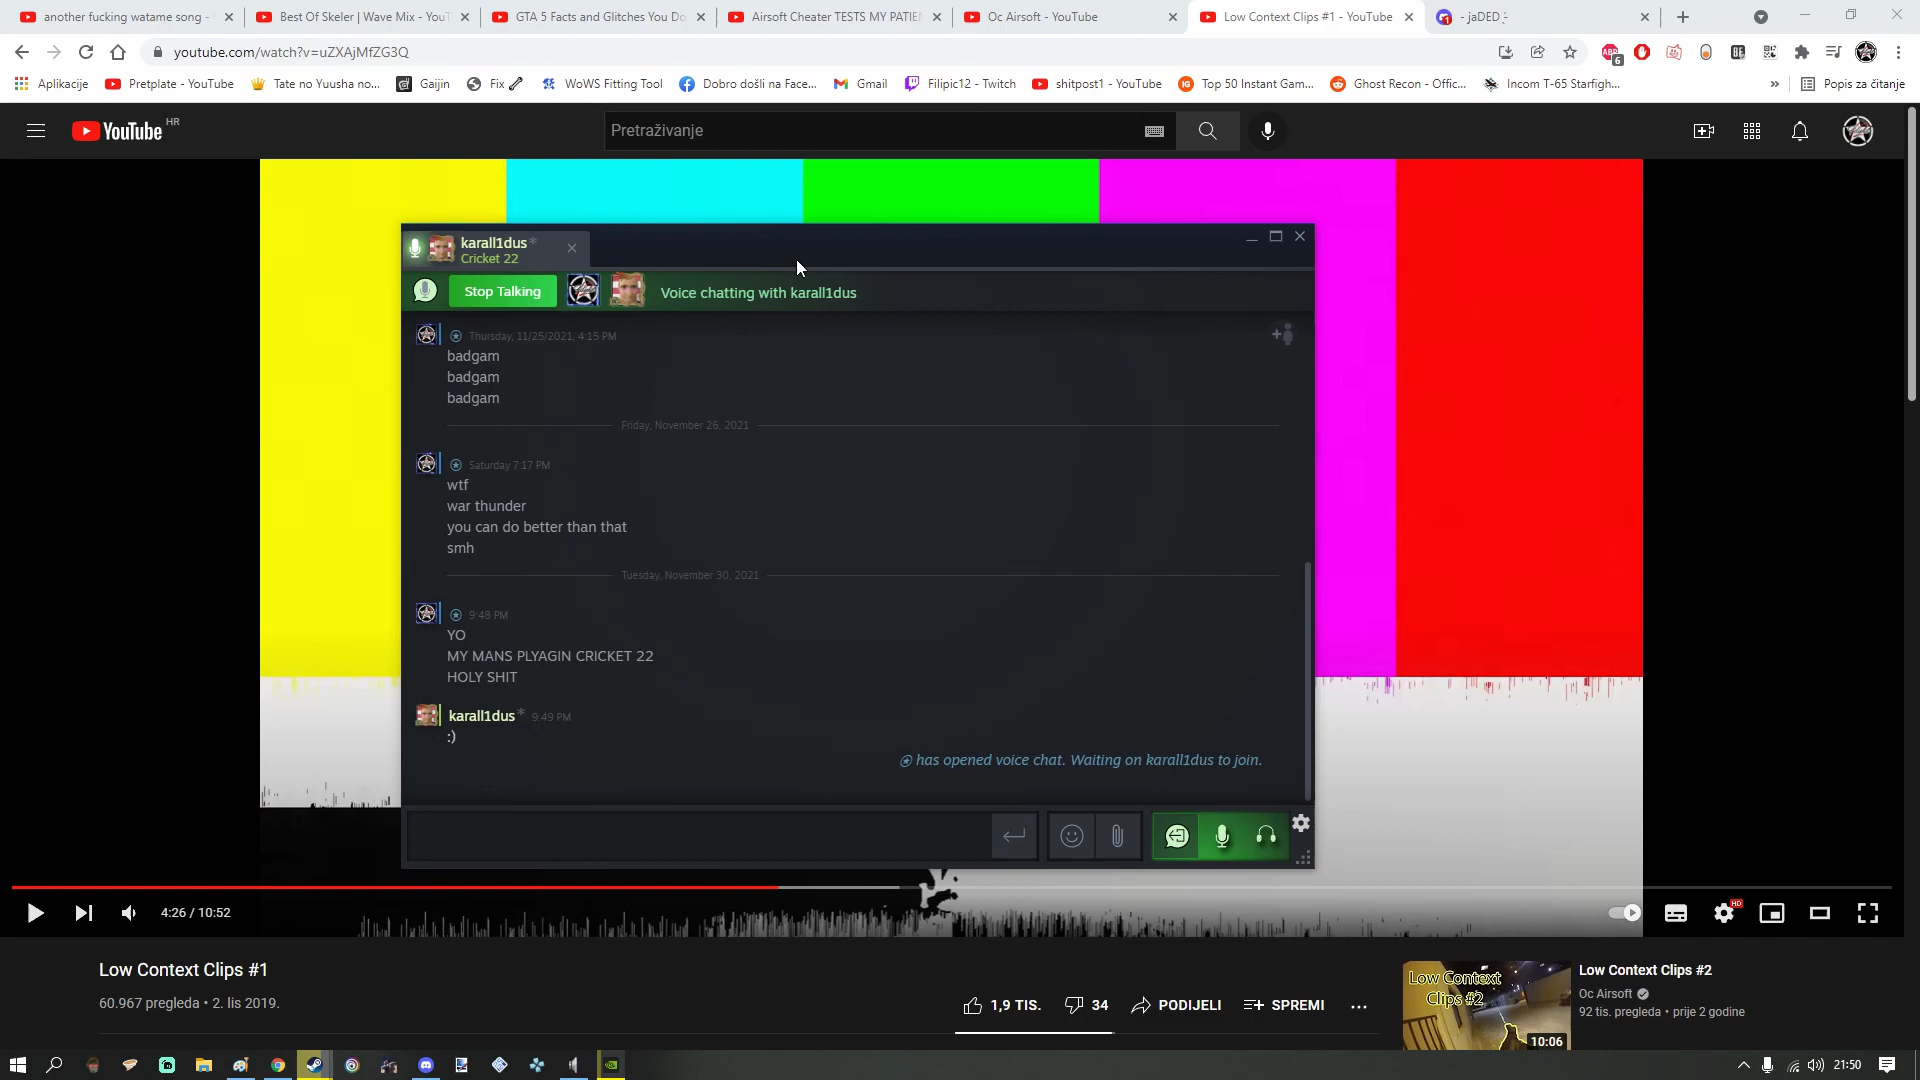 another fucking watame song -
Best Of Skeler | Wave Mix - YouT
GTA 5 Facts and Glitches You Do
Airsoft Cheater TESTS MY PATIEN
Oc Airsoft - YouTube
Low Context Clips #1 - YouTube
- jaDED ;-
youtube.com/watch?v=uZXAjMfZG3Q
ABP
6
Aplikacije
Pretplate - YouTube
Tate no Yuusha no...
Gaijin
Fix
WoWS Fitting Tool
Dobro došli na Face...
Gmail
Filipic12 - Twitch
shitpost1 - YouTube
Top 50 Instant Gam...
Ghost Recon - Offic...
Incom T-65 Starfigh...
»
Popis za čitanje
YouTube HR
Pretraživanje
karall1dus*
Cricket 22
Stop Talking
Voice chatting with karall1dus
Thursday, 11/25/2021, 4:15 PM
badgam
badgam
badgam
Friday, November 26, 2021
Saturday 7:17 PM
wtf
war thunder
you can do better than that
smh
Tuesday, November 30, 2021
9:48 PM
YO
MY MANS PLYAGIN CRICKET 22
HOLY SHIT
karall1dus* 9:49 PM
:)
✪ has opened voice chat. Waiting on karall1dus to join.
4:26 / 10:52
HD
Low Context Clips #1
60.967 pregleda • 2. lis 2019.
1,9 TIS.
34
PODIJELI
SPREMI
...
Low Context
Clips #2
10:06
Low Context Clips #2
Oc Airsoft
92 tis. pregleda • prije 2 godine
21:50